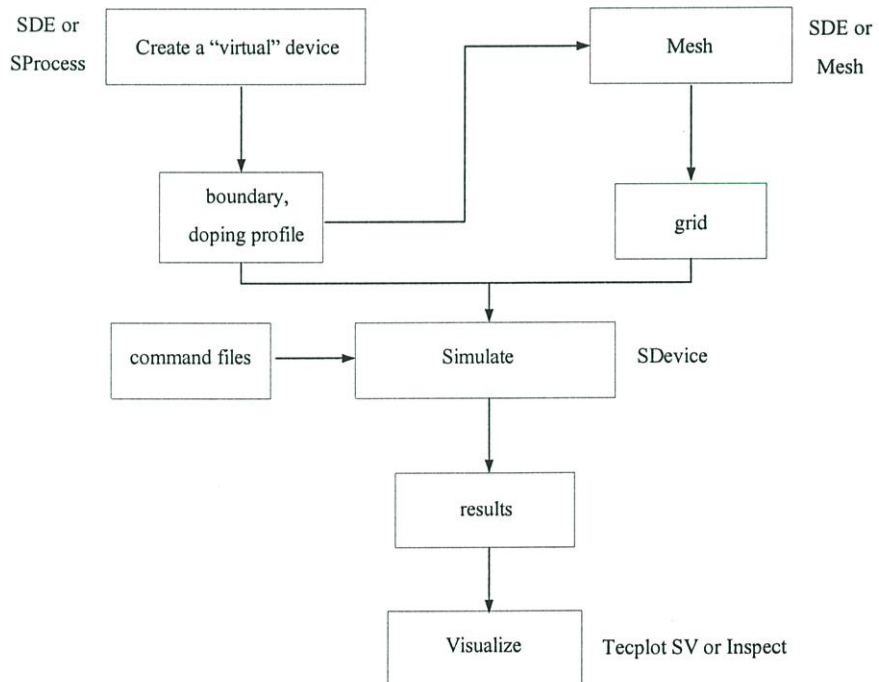 SDE or
SProcess
Create a “virtual” device
Mesh
SDE or
Mesh
boundary,
doping profile
grid
command files
Simulate
SDevice
results
Visualize
Tecplot SV or Inspect